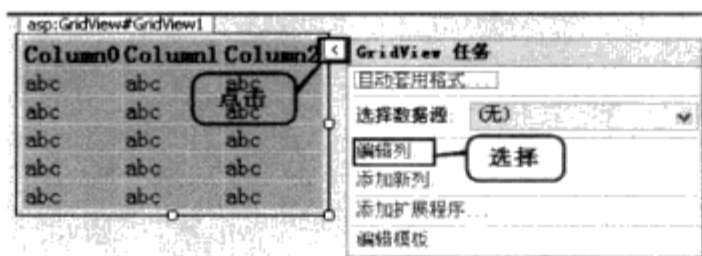 asp:GridView#GridView1
Column0 Column1 Column2
abc abc abc
abc abc abc
abc abc abc
abc abc abc
abc abc abc
点击
<
GridView 任务
自动套用格式...
选择数据源: (无)
编辑列...
选择
添加新列...
添加扩展程序...
编辑模板